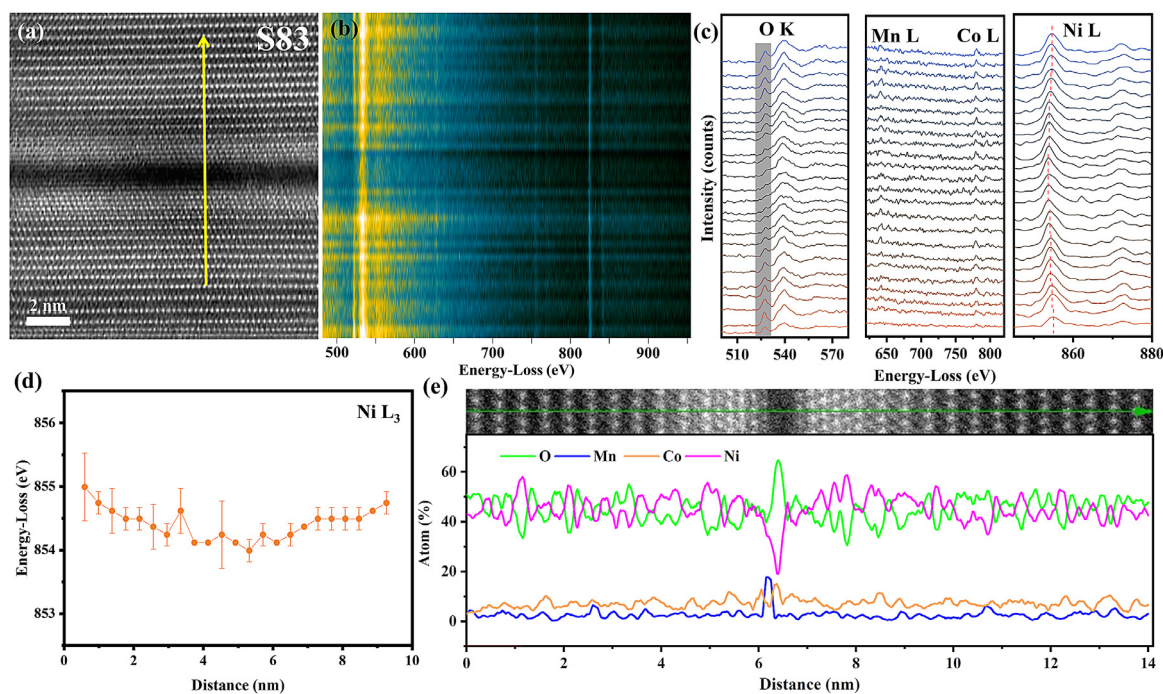 (a)
S83
2 nm
(b)
500 600 700 800 900
Energy-Loss (eV)
(c)
O K
Mn L
Co L
Ni L
Intensity (counts)
510 540 570
650 700 750 800
860 880
Energy-Loss (eV)
(d)
Ni L3
856
855
854
853
Energy-Loss (eV)
0 2 4 6 8 10
Distance (nm)
(e)
O Mn Co Ni
60
40
20
0
Atom (%)
0 2 4 6 8 10 12 14
Distance (nm)